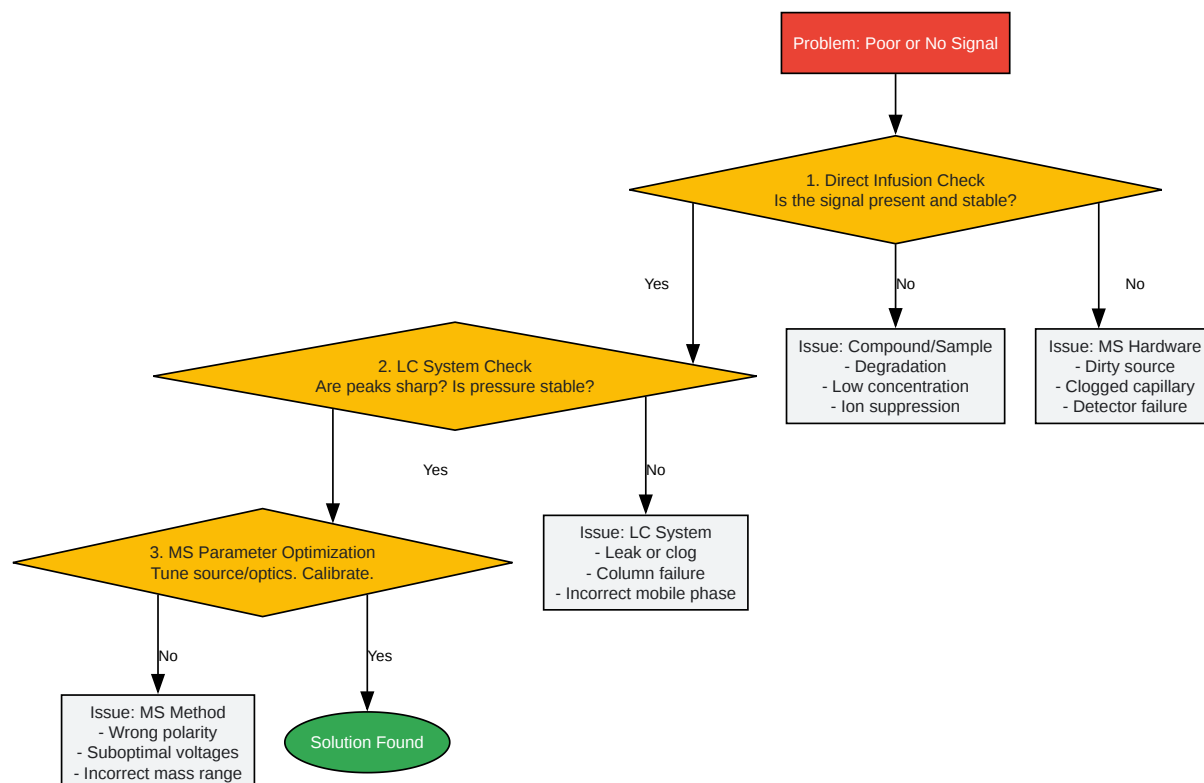 Problem: Poor or No Signal
1. Direct Infusion Check
Is the signal present and stable?
Yes
No
No
2. LC System Check
Are peaks sharp? Is pressure stable?
Issue: Compound/Sample
- Degradation
- Low concentration
- Ion suppression
Issue: MS Hardware
- Dirty source
- Clogged capillary
- Detector failure
Yes
No
3. MS Parameter Optimization
Tune source/optics. Calibrate.
Issue: LC System
- Leak or clog
- Column failure
- Incorrect mobile phase
No
Yes
Issue: MS Method
- Wrong polarity
- Suboptimal voltages
- Incorrect mass range
Solution Found